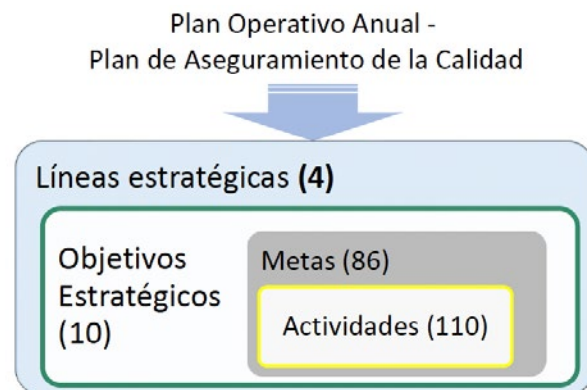 Plan Operativo Anual -
Plan de Aseguramiento de la Calidad
Líneas estratégicas (4)
Objetivos
Estratégicos
(10)
Metas (86)
Actividades (110)